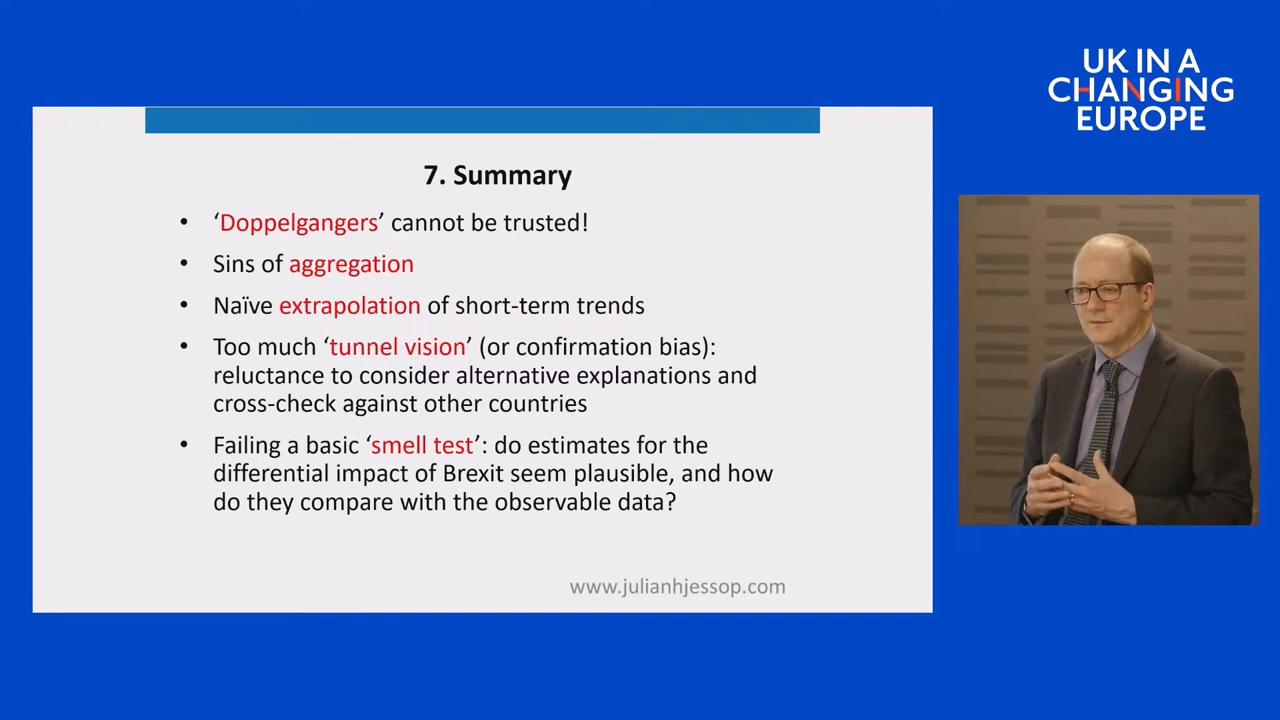 UK IN A
CHANGING
EUROPE
7. Summary
• ‘Doppelgangers’ cannot be trusted!
• Sins of aggregation
• Naïve extrapolation of short-term trends
• Too much ‘tunnel vision’ (or confirmation bias):
reluctance to consider alternative explanations and
cross-check against other countries
• Failing a basic ‘smell test’: do estimates for the
differential impact of Brexit seem plausible, and how
do they compare with the observable data?
www.julianhjessop.com